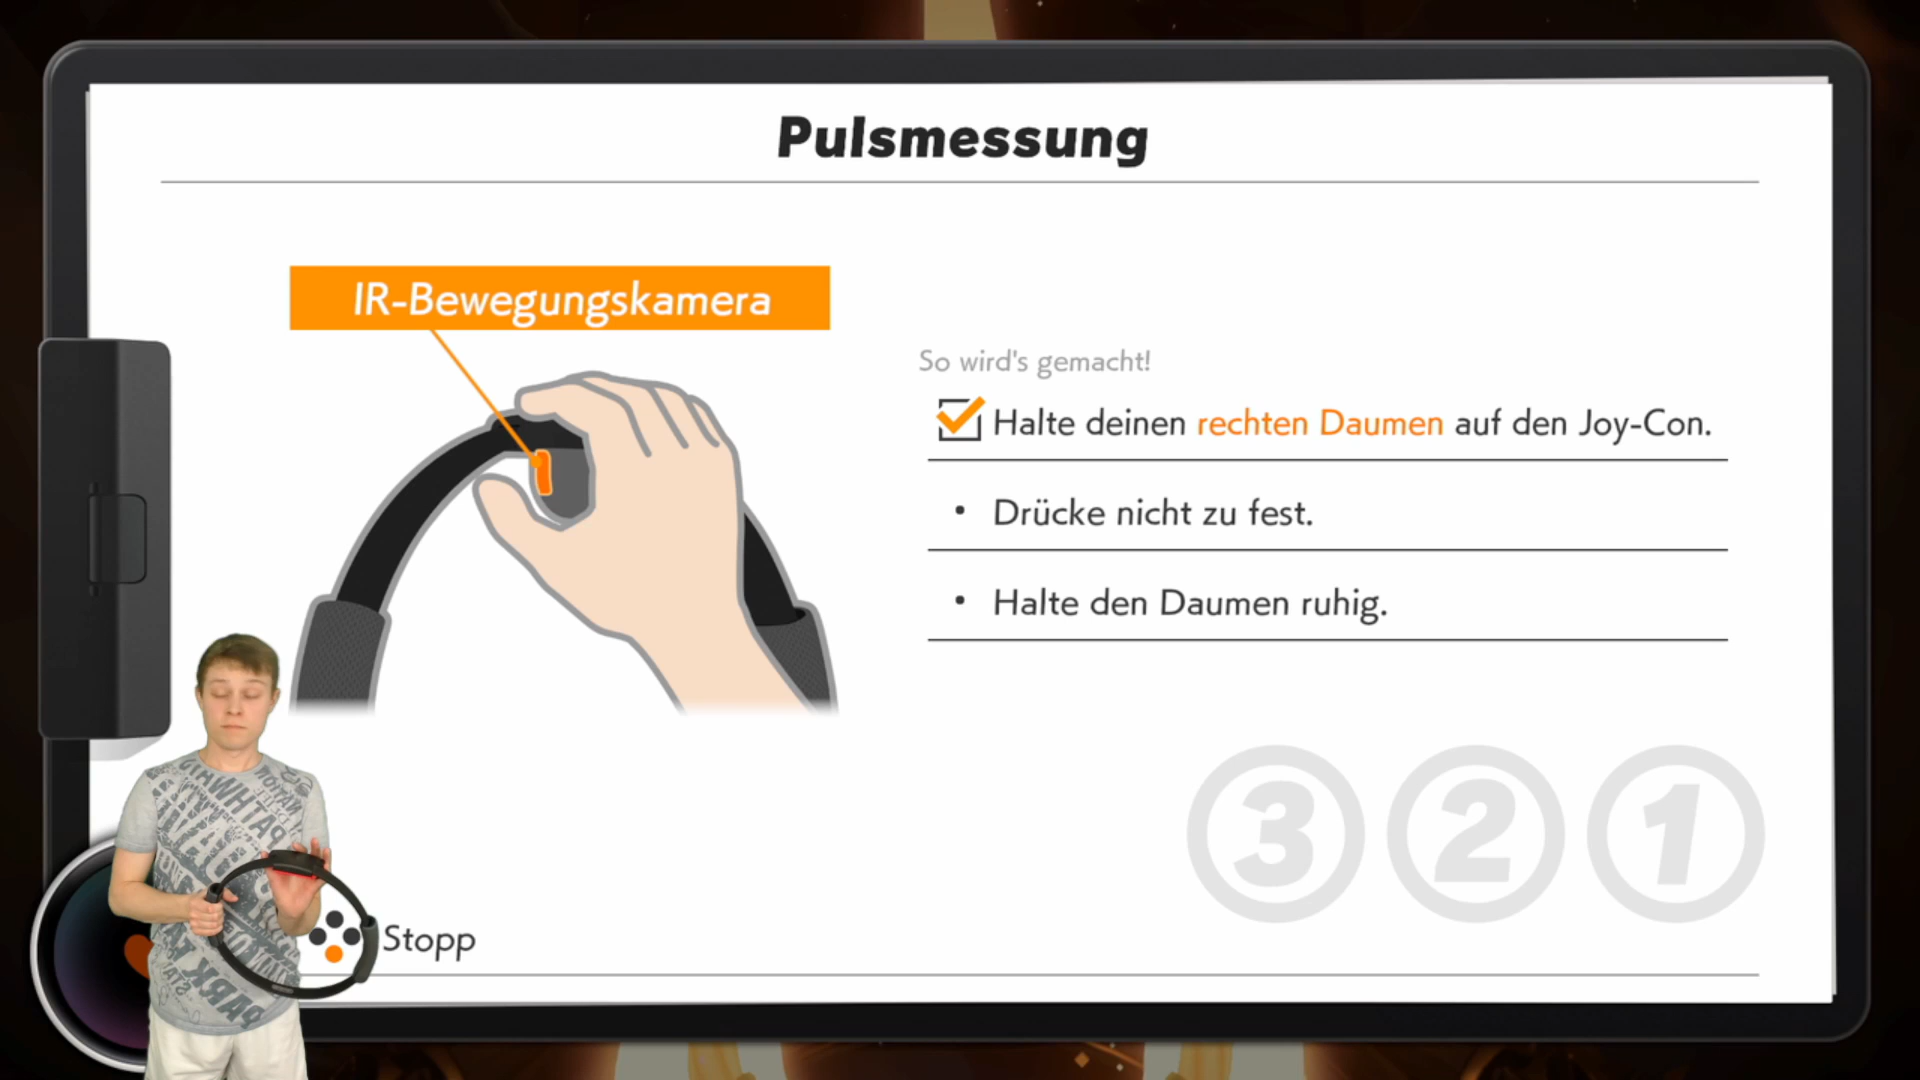 Pulsmessung
IR-Bewegungskamera
So wird's gemacht!
Halte deinen rechten Daumen auf den Joy-Con.
• Drücke nicht zu fest.
• Halte den Daumen ruhig.
3 2 1
Stopp